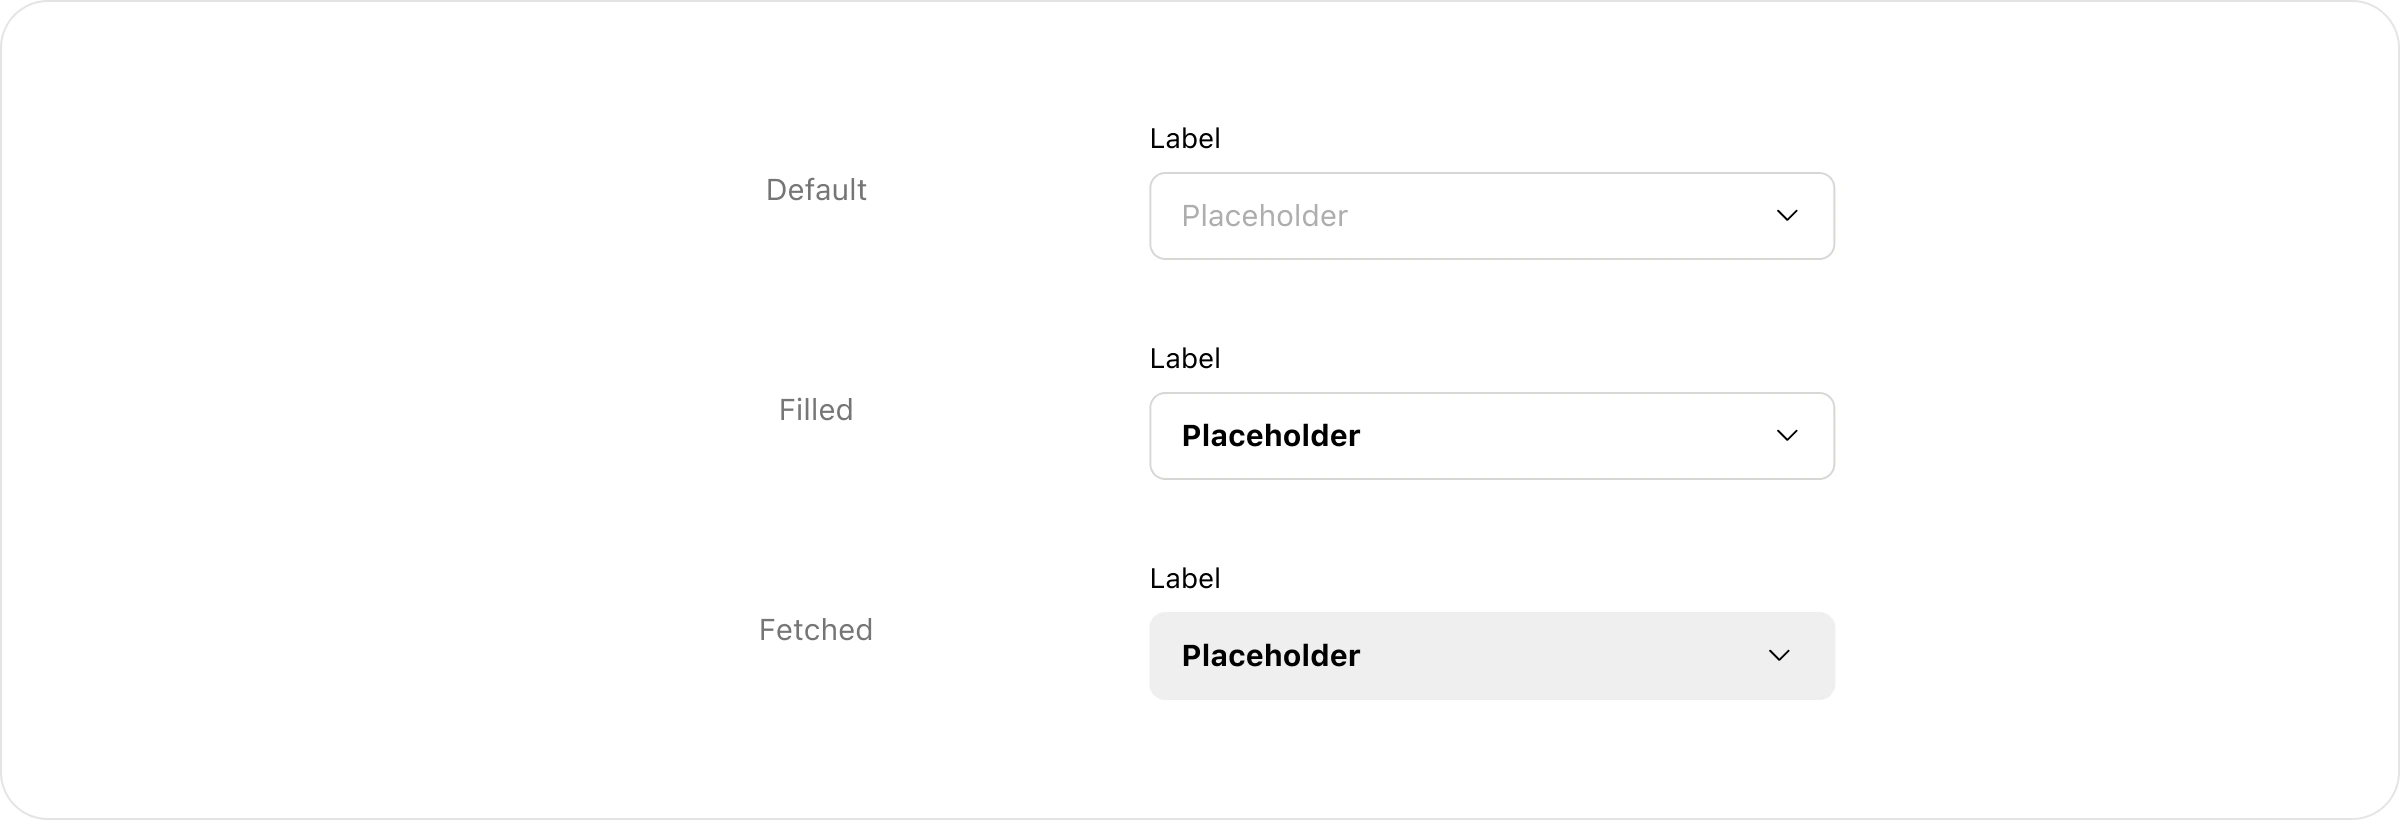 Label
Default
Placeholder
Label
Filled
Placeholder
Label
Fetched
Placeholder